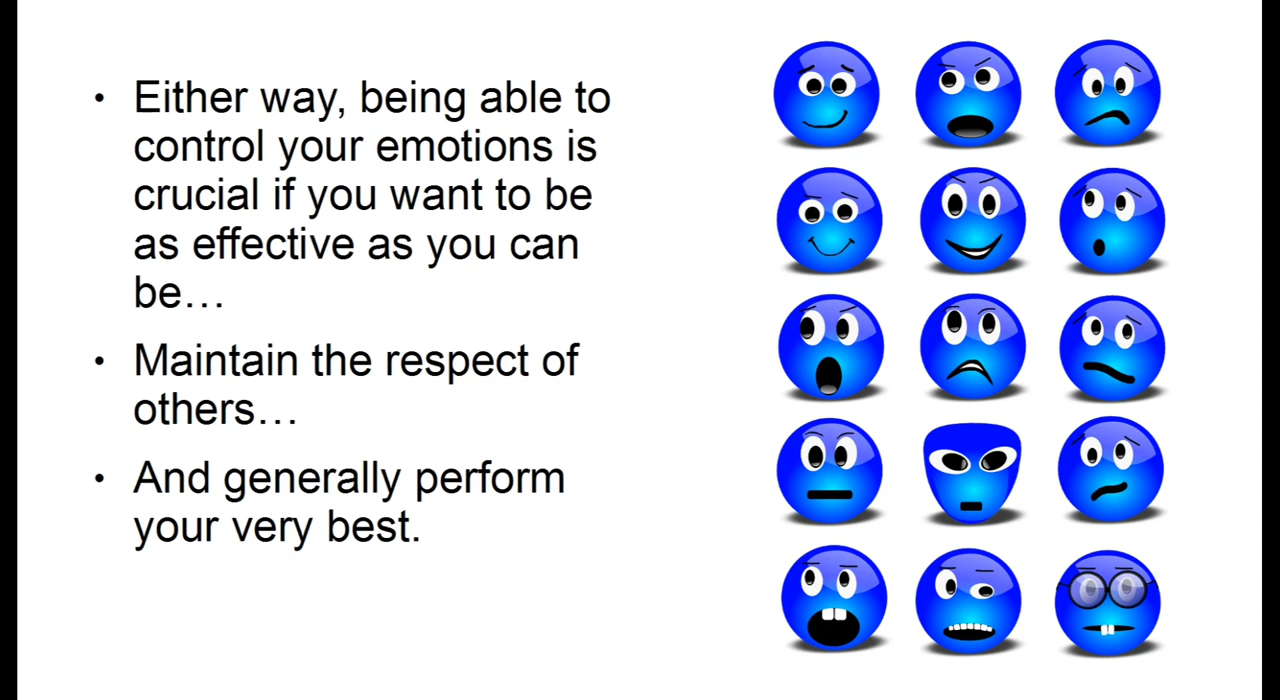 • Either way, being able to
control your emotions is
crucial if you want to be
as effective as you can
be…
• Maintain the respect of
others…
• And generally perform
your very best.